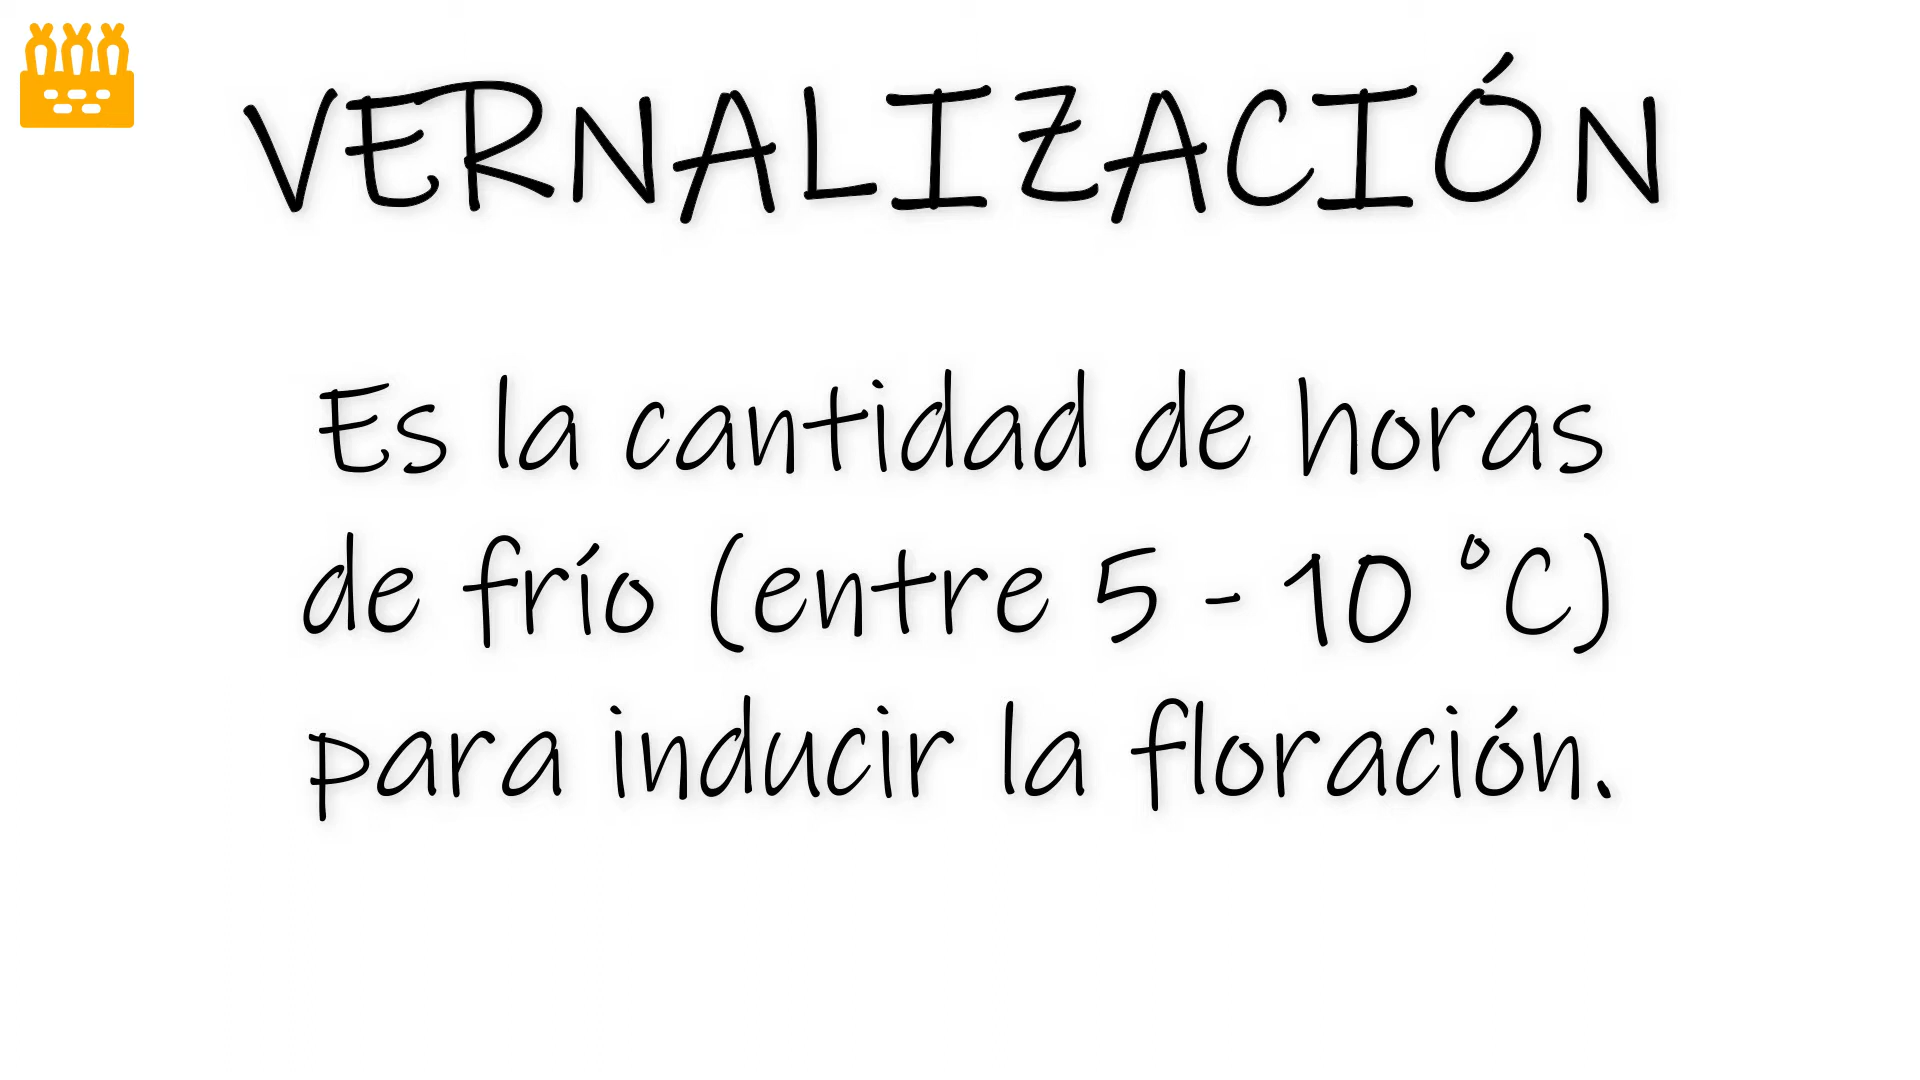 VERNALIZACIÓN
Es la cantidad de horas
de frío (entre 5 - 10 °C)
para inducir la floración.